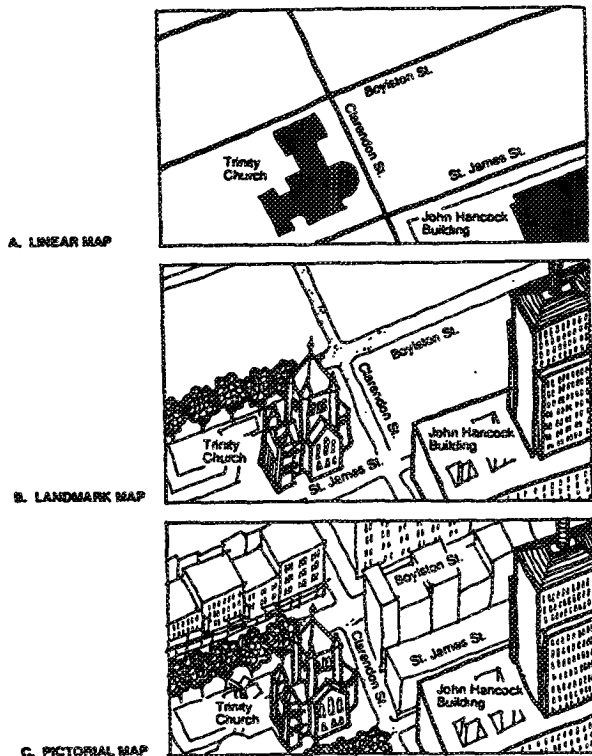 Boylston St.
Clarendon St.
Trinity
Church
St. James St.
John Hancock
Building
A. LINEAR MAP
Boylston St.
Clarendon St.
Trinity
Church
John Hancock
Building
St. James St.
B. LANDMARK MAP
Boylston St.
Clarendon St.
St. James St.
Trinity
Church
John Hancock
Building
C. PICTORIAL MAP